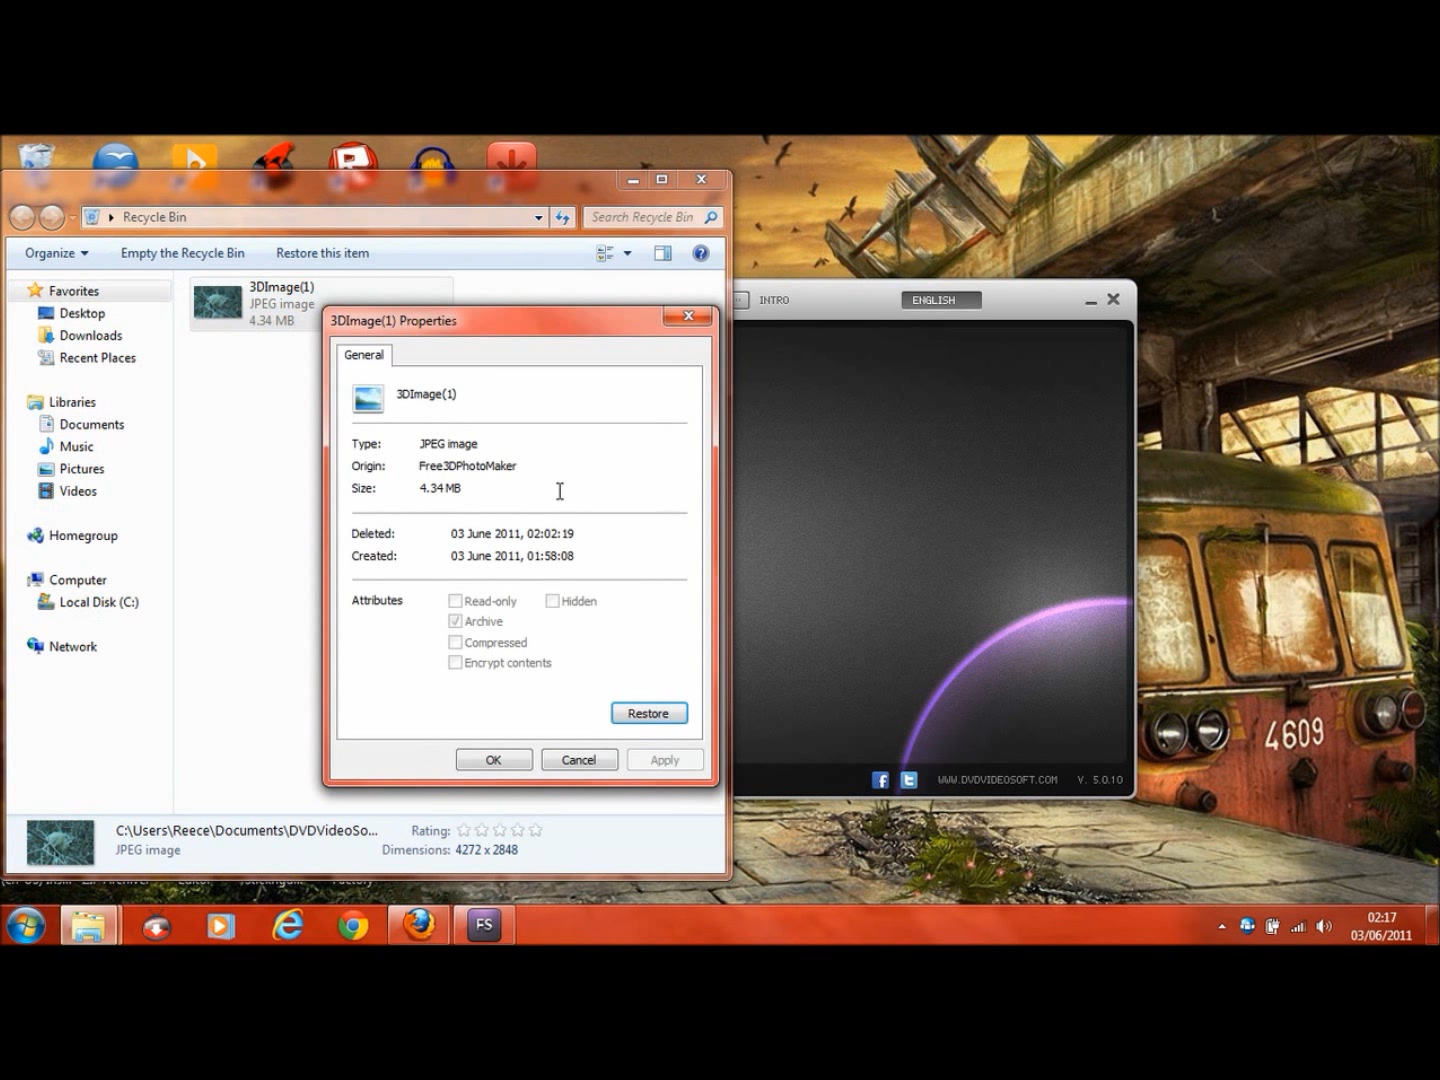 Recycle Bin
Search Recycle Bin
Organize
Empty the Recycle Bin
Restore this item
Favorites
Desktop
Downloads
Recent Places
Libraries
Documents
Music
Pictures
Videos
Homegroup
Computer
Local Disk (C:)
Network
3DImage(1)
JPEG image
4.34 MB
3DImage(1) Properties
General
3DImage(1)
Type: JPEG image
Origin: Free3DPhotoMaker
Size: 4.34 MB
Deleted: 03 June 2011, 02:02:19
Created: 03 June 2011, 01:58:08
Attributes Read-only Hidden
Archive
Compressed
Encrypt contents
Restore
OK Cancel Apply
C:\Users\Reece\Documents\DVDVideoSo... Rating:
JPEG image Dimensions: 4272 x 2848
INTRO
ENGLISH
WWW.DVDVIDEOSOFT.COM V. 5.0.10
4609
FS
02:17
03/06/2011